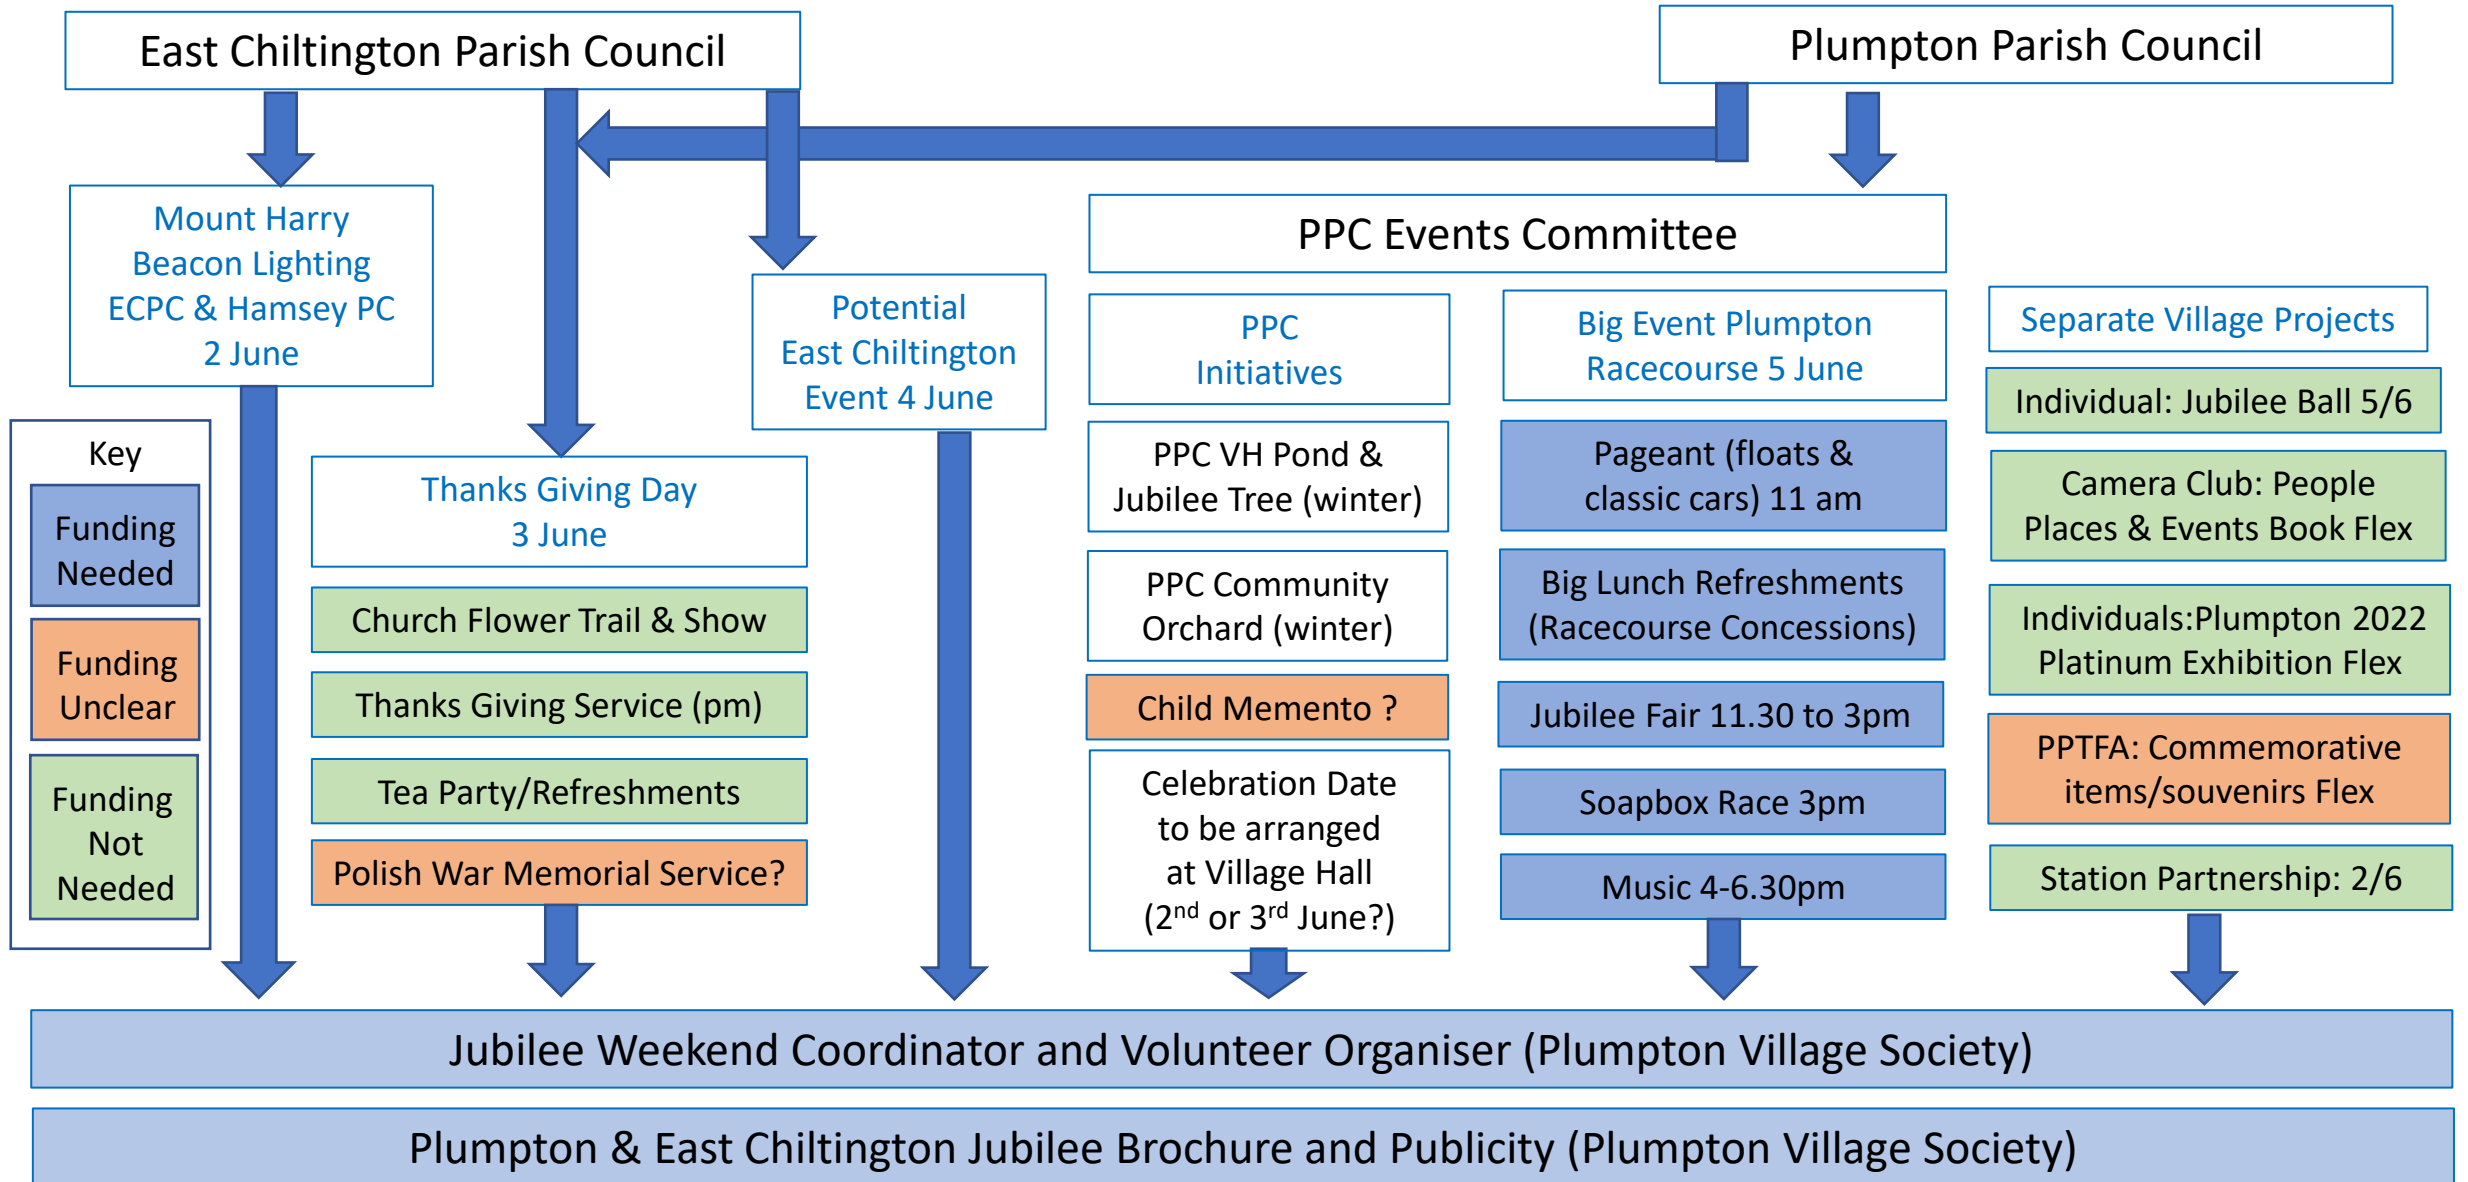 East Chiltington Parish Council
Plumpton Parish Council
Mount Harry
Beacon Lighting
ECPC & Hamsey PC
2 June
Potential
East Chiltington
Event 4 June
PPC Events Committee
PPC
Initiatives
Big Event Plumpton
Racecourse 5 June
Separate Village Projects
Key
Funding
Needed
Funding
Unclear
Funding
Not
Needed
Thanks Giving Day
3 June
Church Flower Trail & Show
Thanks Giving Service (pm)
Tea Party/Refreshments
Polish War Memorial Service?
PPC VH Pond &
Jubilee Tree (winter)
PPC Community
Orchard (winter)
Child Memento ?
Celebration Date
to be arranged
at Village Hall
(2nd or 3rd June?)
Pageant (floats &
classic cars) 11 am
Big Lunch Refreshments
(Racecourse Concessions)
Jubilee Fair 11.30 to 3pm
Soapbox Race 3pm
Music 4-6.30pm
Individual: Jubilee Ball 5/6
Camera Club: People
Places & Events Book Flex
Individuals:Plumpton 2022
Platinum Exhibition Flex
PPTFA: Commemorative
items/souvenirs Flex
Station Partnership: 2/6
Jubilee Weekend Coordinator and Volunteer Organiser (Plumpton Village Society)
Plumpton & East Chiltington Jubilee Brochure and Publicity (Plumpton Village Society)